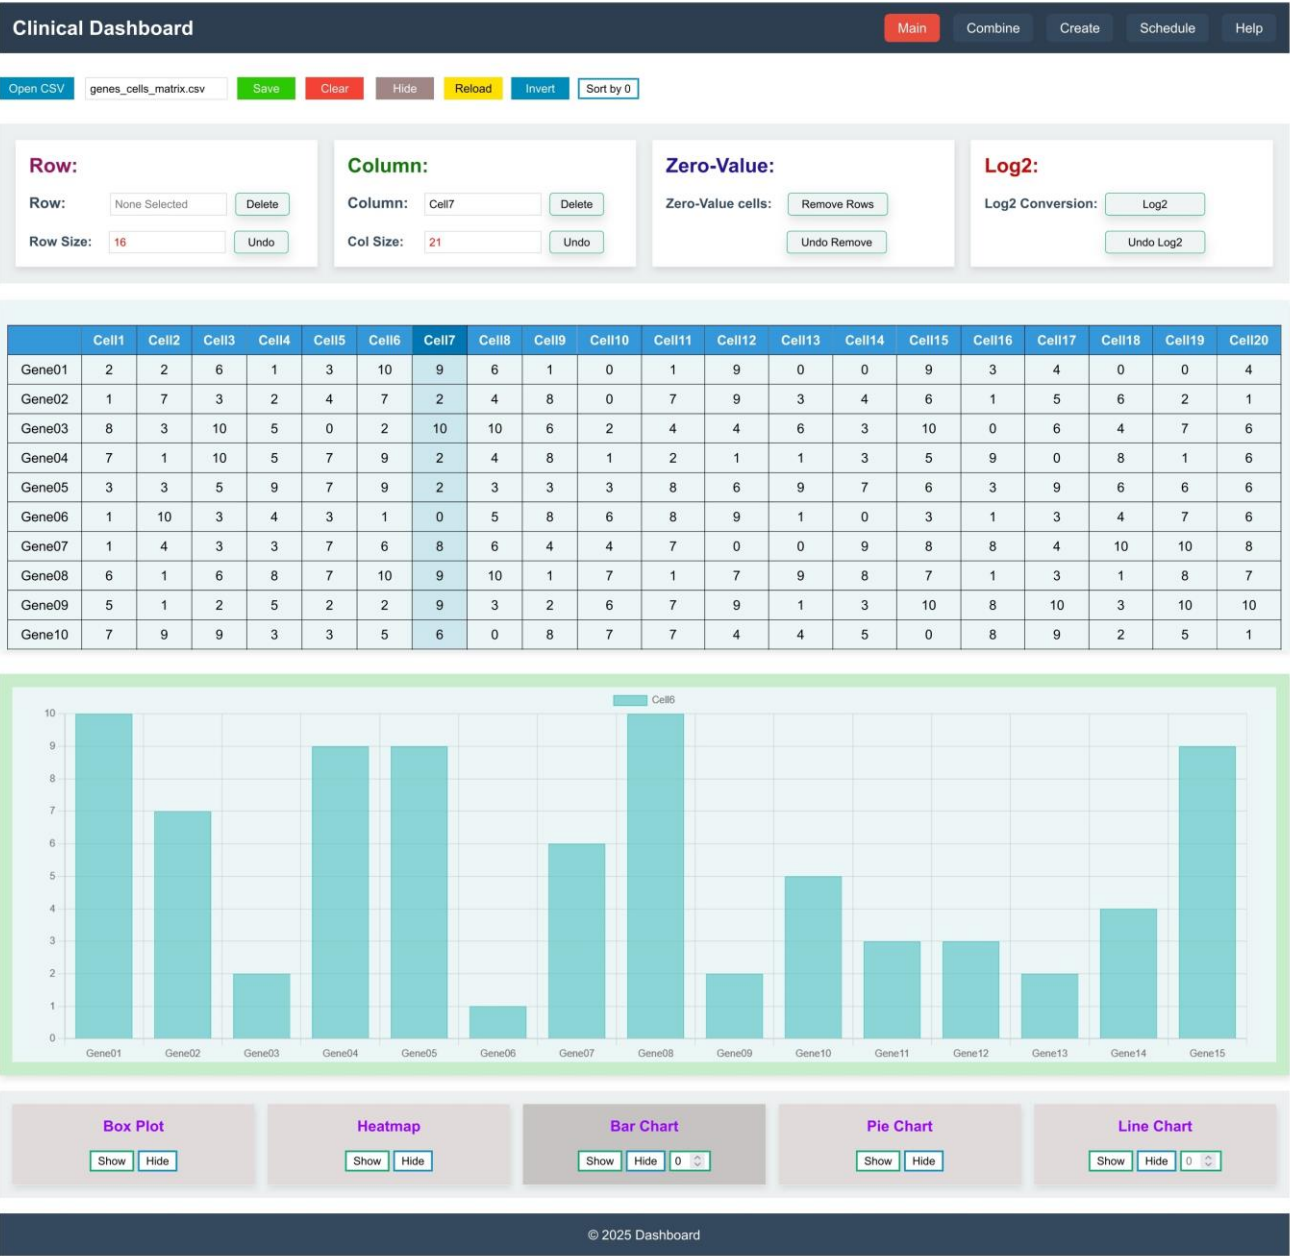 Clinical Dashboard Main Combine Create Schedule Help
Open CSV genes_cells_matrix.csv Save Clear Hide Reload Invert Sort by 0
Row: Column: Zero-Value: Log2:
Row: None Selected Delete Column: Cell7 Delete Zero-Value cells: Remove Rows Log2 Conversion: Log2
Row Size: 16 Undo Col Size: 21 Undo Undo Remove Undo Log2
Cell1 Cell2 Cell3 Cell4 Cell5 Cell6 Cell7 Cell8 Cell9 Cell10 Cell11 Cell12 Cell13 Cell14 Cell15 Cell16 Cell17 Cell18 Cell19 Cell20
Gene01 2 2 6 1 3 10 9 6 1 0 1 9 0 0 9 3 4 0 0 4
Gene02 1 7 3 2 4 7 2 4 8 0 7 9 3 4 6 1 5 6 2 1
Gene03 8 3 10 5 0 2 10 10 6 2 4 4 6 3 10 0 6 4 7 6
Gene04 7 1 10 5 7 9 2 4 8 1 2 1 1 3 5 9 0 8 1 6
Gene05 3 3 5 9 7 9 2 3 3 3 8 6 9 7 6 3 9 6 6 6
Gene06 1 10 3 4 3 1 0 5 8 6 8 9 1 0 3 1 3 4 7 6
Gene07 1 4 3 3 7 6 8 6 4 4 7 0 0 9 8 8 4 10 10 8
Gene08 6 1 6 8 7 10 9 10 1 7 1 7 9 8 7 1 3 1 8 7
Gene09 5 1 2 5 2 2 9 3 2 6 7 9 1 3 10 8 10 3 10 10
Gene10 7 9 9 3 3 5 6 0 8 7 7 4 4 5 0 8 9 2 5 1
Cell6
10
9
8
7
6
5
4
3
2
1
0
Gene01 Gene02 Gene03 Gene04 Gene05 Gene06 Gene07 Gene08 Gene09 Gene10 Gene11 Gene12 Gene13 Gene14 Gene15
Box Plot Heatmap Bar Chart Pie Chart Line Chart
Show Hide Show Hide Show Hide 0 Show Hide Show Hide 0
© 2025 Dashboard